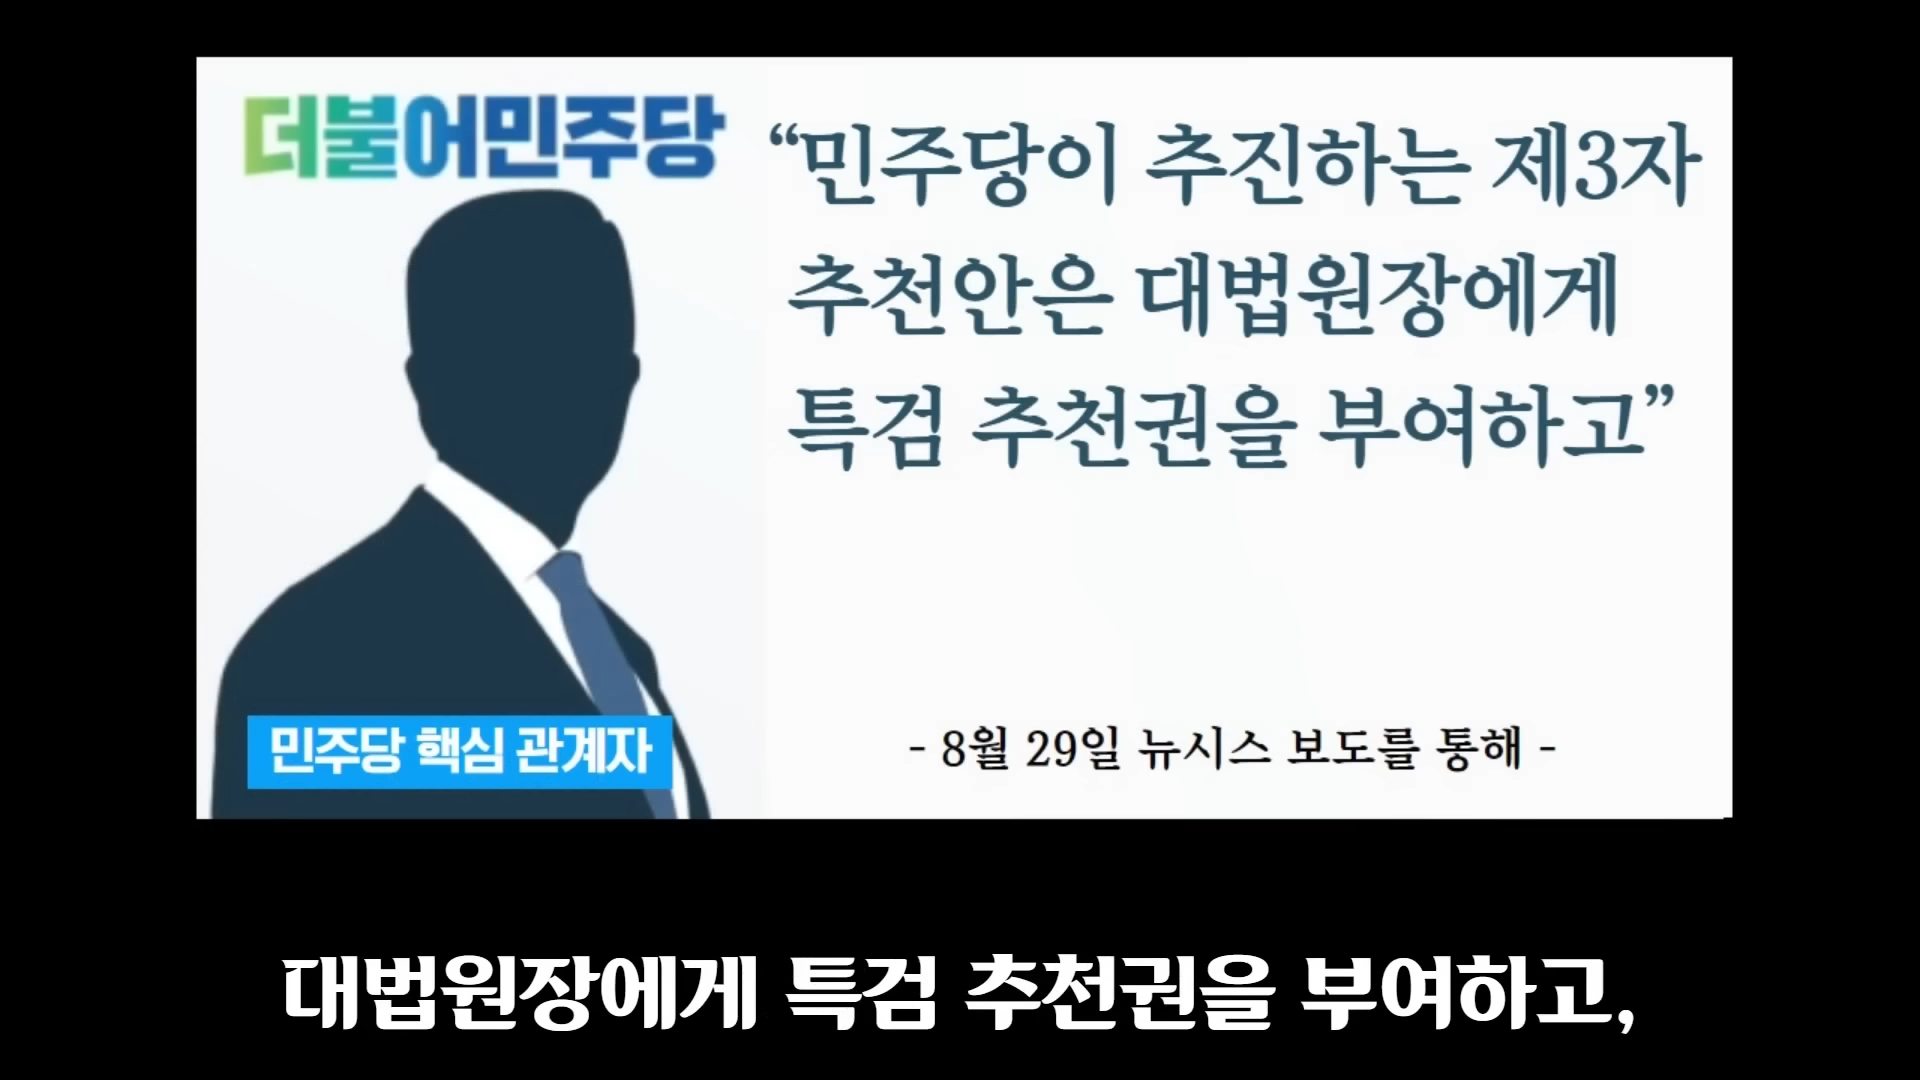 더불어민주당
“민주당이 추진하는 제3자
추천안은 대법원장에게
특검 추천권을 부여하고”
민주당 핵심 관계자
- 8월 29일 뉴시스 보도를 통해 -
대법원장에게 특검 추천권을 부여하고,